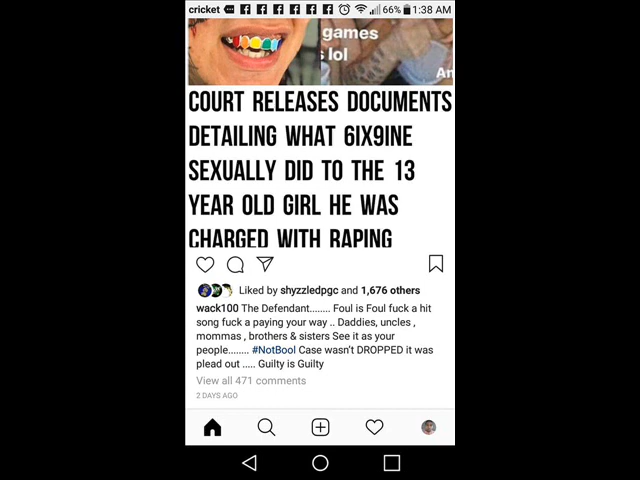 cricket 66% 1:38 AM
games
lol
An
COURT RELEASES DOCUMENTS
DETAILING WHAT 6IX9INE
SEXUALLY DID TO THE 13
YEAR OLD GIRL HE WAS
CHARGED WITH RAPING
Liked by shyzzledpgc and 1,676 others
wack100 The Defendant........ Foul is Foul fuck a hit
song fuck a paying your way .. Daddies, uncles ,
mommas , brothers & sisters See it as your
people........ #NotBool Case wasn't DROPPED it was
plead out ..... Guilty is Guilty
View all 471 comments
2 DAYS AGO